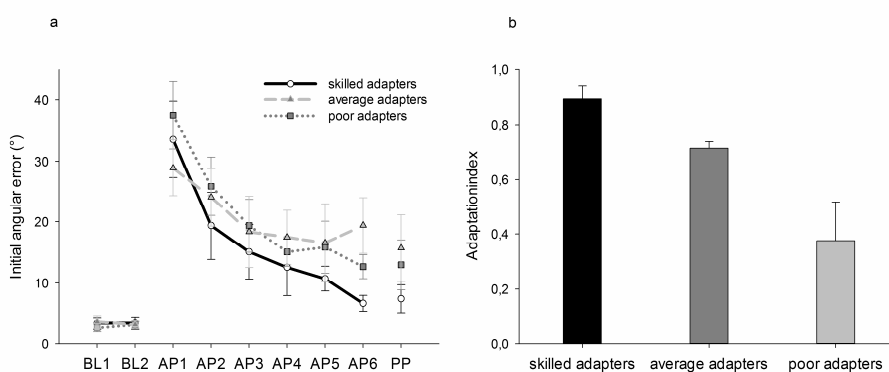 a
Initial angular error (°)
40
30
20
10
0
BL1 BL2 AP1 AP2 AP3 AP4 AP5 AP6 PP
skilled adapters
average adapters
poor adapters
b
Acaptationindex
1,0
0,8
0,6
0,4
0,2
0,0
skilled adapters average adapters poor adapters